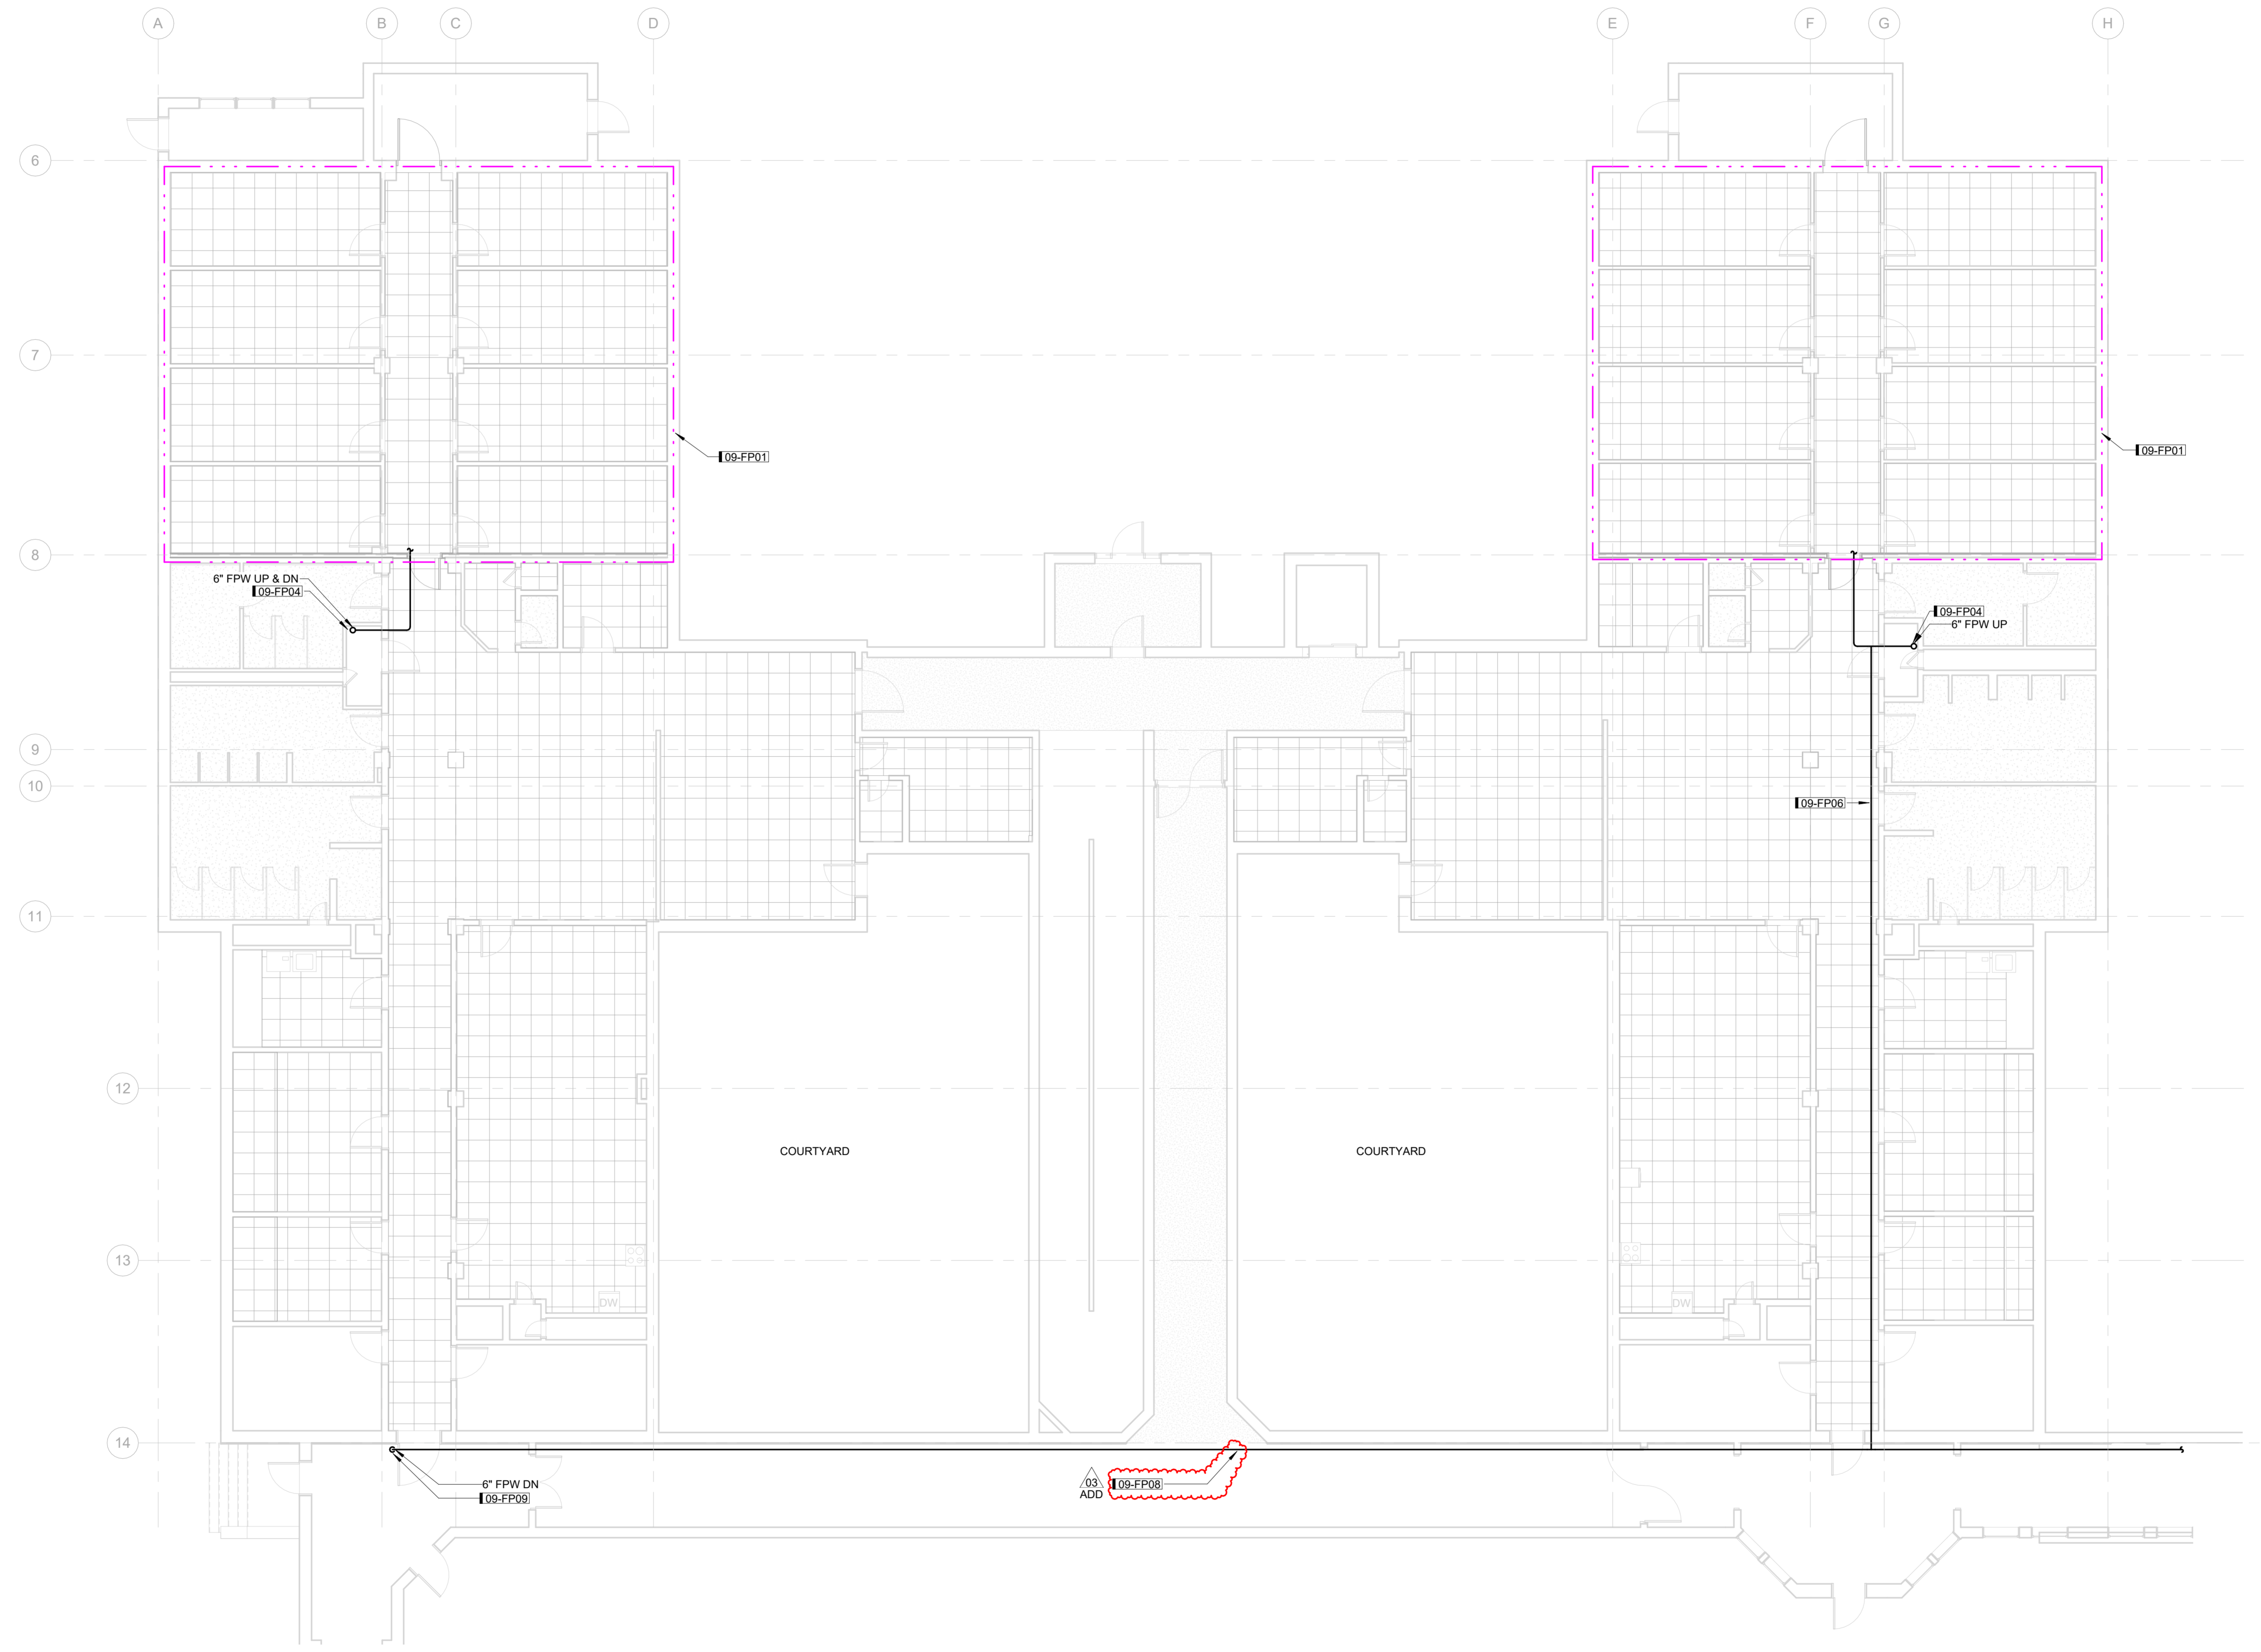 A
B
C
D
E
F
G
H
6
7
09-FP01
09-FP01
8
6" FPW UP & DN
09-FP04
09-FP04
6" FPW UP
9
10
09-FP06
11
12
COURTYARD
COURTYARD
13
DW
DW
14
6" FPW DN
09-FP09
03
ADD
09-FP08